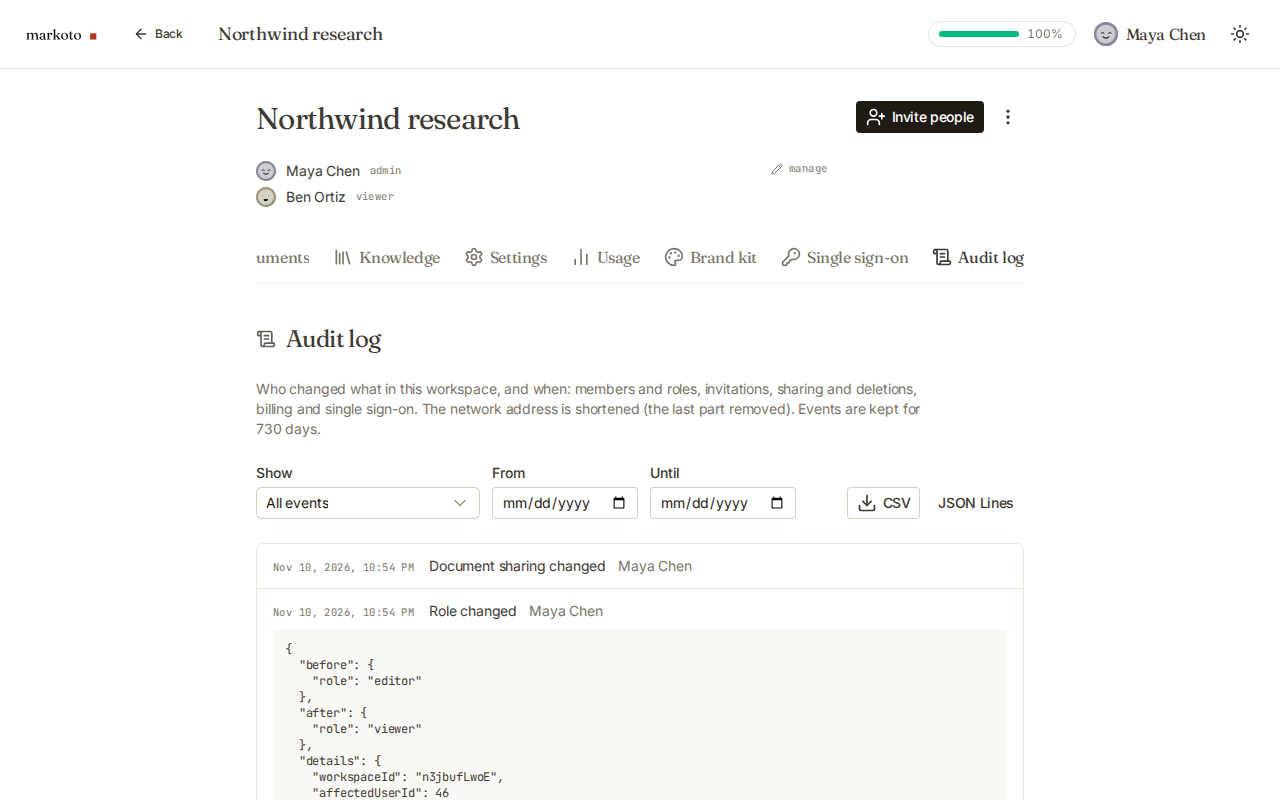 markoto
Back
Northwind research
100%
Maya Chen
Northwind research
Invite people
Maya Chen admin
manage
Ben Ortiz viewer
uments Knowledge Settings Usage Brand kit Single sign-on Audit log
Audit log
Who changed what in this workspace, and when: members and roles, invitations, sharing and deletions,
billing and single sign-on. The network address is shortened (the last part removed). Events are kept for
730 days.
Show From Until
All events mm/dd/yyyy mm/dd/yyyy CSV JSON Lines
Nov 10, 2026, 10:54 PM Document sharing changed Maya Chen
Nov 10, 2026, 10:54 PM Role changed Maya Chen
{
"before": {
"role": "editor"
},
"after": {
"role": "viewer"
},
"details": {
"workspaceId": "n3jbufLwoE",
"affectedUserId": 46